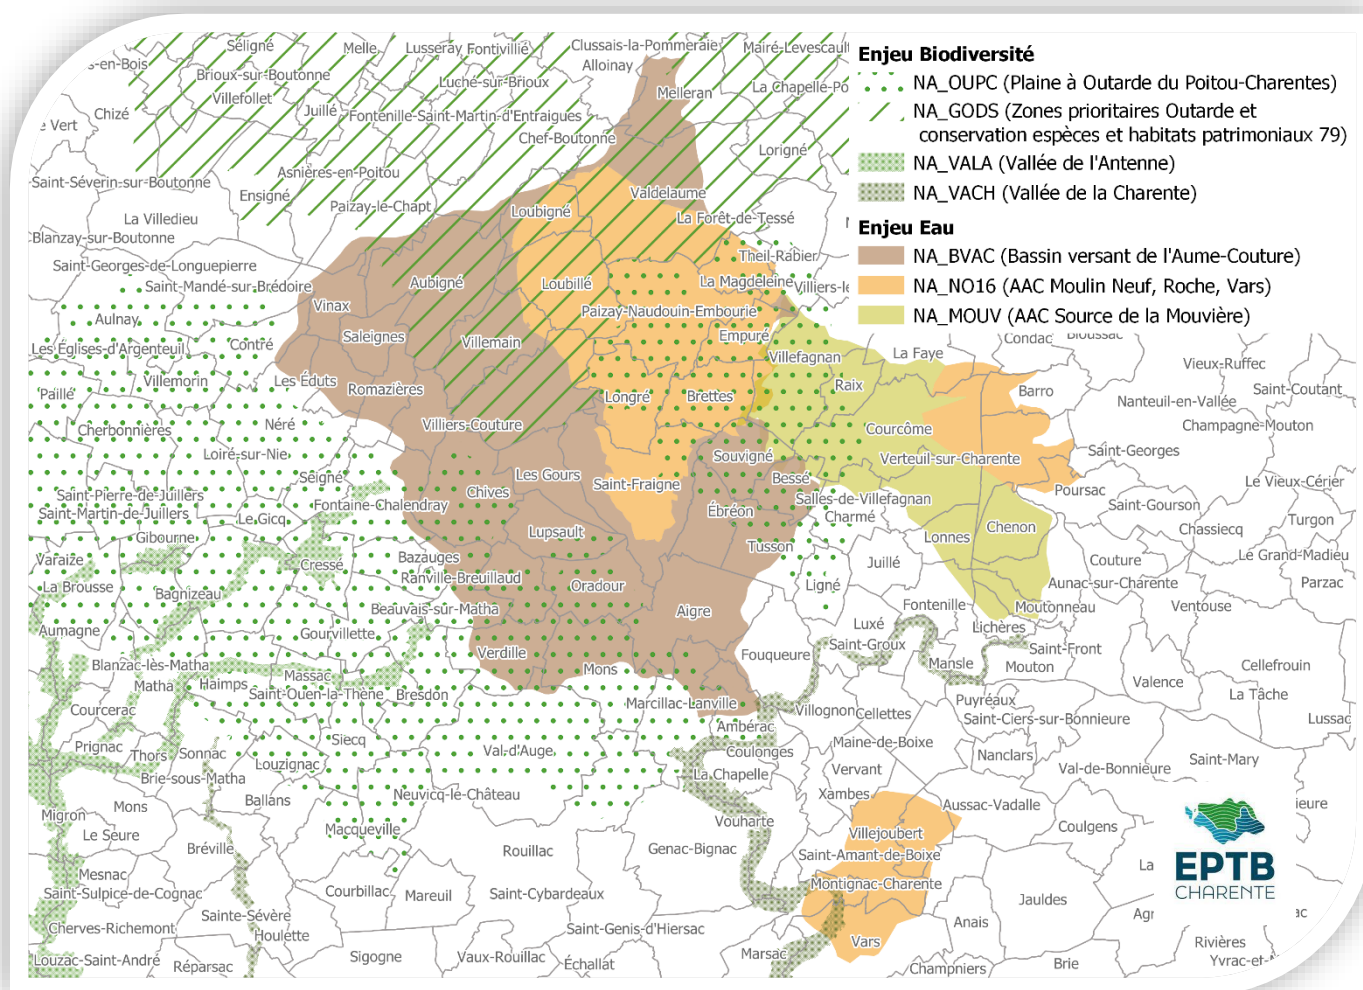 Enjeu Biodiversité
NA_OUPC (Plaine à Outarde du Poitou-Charentes)
NA_GODS (Zones prioritaires Outarde et
conservation espèces et habitats patrimoniaux 79)
NA_VALA (Vallée de l'Antenne)
NA_VACH (Vallée de la Charente)
Enjeu Eau
NA_BVAC (Bassin versant de l'Aume-Couture)
NA_NO16 (AAC Moulin Neuf, Roche, Vars)
NA_MOUV (AAC Source de la Mouvière)
Séligné
Melle
Lusseray
Fontivillié
Clussais-la-Pommeraie
Mairé-Levescault
s-en-Bois
Alloinay
Brioux-sur-Boutonne
Luché-sur-Brioux
Melleran
La Chapelle-Po
Villefollet
Chizé
Juillé
Fontenille-Saint-Martin-d'Entraigues
e Vert
Chef-Boutonne
Lorigné
Asnières-en-Poitou
Saint-Séverin-sur-Boutonne
Ensigné
Valdelaume
Paizay-le-Chapt
Loubigné
La Villedieu
La Forêt-de-Tessé
Blanzay-sur-Boutonne
Theil-Rabier
Saint-Georges-de-Longuepierre
Saint-Mandé-sur-Brédoire
Aubigné
Loubillé
La Magdeleine
Villiers-le
Vinax
Paizay-Naudouin-Embourie
Aulnay
Saleignes
Villemain
Empuré
Condac
Bioussac
Les Églises-d'Argenteuil
Contré
Villefagnan
La Faye
Vieux-Ruffec
Villemorin
Les Éduts
Romazières
Raix
Barro
Saint-Coutant
Paillé
Longré
Brettes
Nanteuil-en-Vallée
Cherbonnières
Néré
Villiers-Couture
Courcôme
Champagne-Mouton
Loiré-sur-Nie
Souvigné
Verteuil-sur-Charente
Saint-Georges
Seigné
Les Gours
Saint-Fraigne
Bessé
Poursac
Le Vieux-Cérier
Saint-Pierre-de-Juillers
Chives
Salles-de-Villefagnan
Saint-Martin-de-Juillers
Fontaine-Chalendray
Ébréon
Charmé
Saint-Gourson
Le Gicq
Lupsault
Chenon
Chassiecq
Turgon
Gibourne
Tusson
Lonnes
Varaize
Bazauges
Juillé
Couture
Le Grand-Madieu
Cressé
La Brousse
Ranville-Breuillaud
Oradour
Ligné
Aunac-sur-Charente
Parzac
Bagnizeau
Beauvais-sur-Matha
Aigre
Fontenille
Moutonneau
Ventouse
Aumagne
Gourvillette
Luxé
Lichères
Verdille
Fouqueure
Saint-Groux
Saint-Front
Blanzac-lès-Matha
Massac
Mons
Mansle
Mouton
Cellefrouin
Matha
Haimps
Saint-Ouen-la-Thène
Bresdon
Valence
La Tâche
Courcerac
Marcillac-Lanville
Villognon
Cellettes
Puyréaux
Ambérac
Saint-Ciers-sur-Bonnieure
Lussac
Prignac
Thors
Sonnac
Siecq
Val-d'Auge
Coulonges
Maine-de-Boixe
Nanclars
Saint-Mary
Louzignac
La Chapelle
Vervant
Val-de-Bonnieure
Brie-sous-Matha
Mons
Ballans
Neuvicq-le-Château
Xambes
Aussac-Vadalle
ieure
Migron
Le Seure
Macqueville
Vouharte
Villejoubert
Coulgens
Bréville
Rouillac
Genac-Bignac
Saint-Amant-de-Boixe
EPTB
CHARENTE
La
Mesnac
Saint-Sulpice-de-Cognac
Courbillac
Mareuil
Saint-Cybardeaux
Montignac-Charente
Jauldes
Sainte-Sévère
Anais
Agr
ac
Cherves-Richemont
Houlette
Saint-Genis-d'Hiersac
Vars
Rivières
Louzac-Saint-André
Réparsac
Sigogne
Vaux-Rouillac
Échallat
Marsac
Champniers
Brie
Yvrac-et-